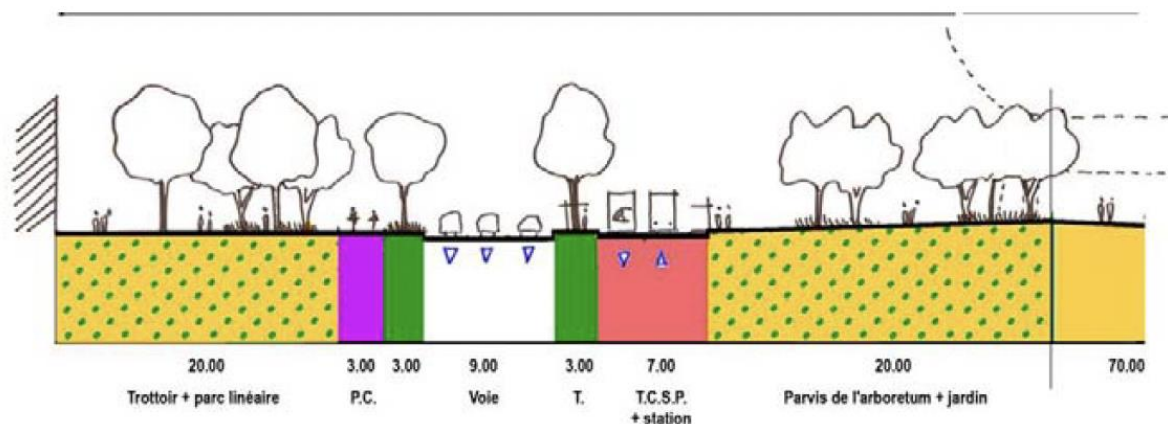 20.00 3.00 3.00 9.00 3.00 7.00 20.00 70.00
Trottoir + parc linéaire P.C. Voie T. T.C.S.P. Parvis de l'arboretum + jardin
+ station